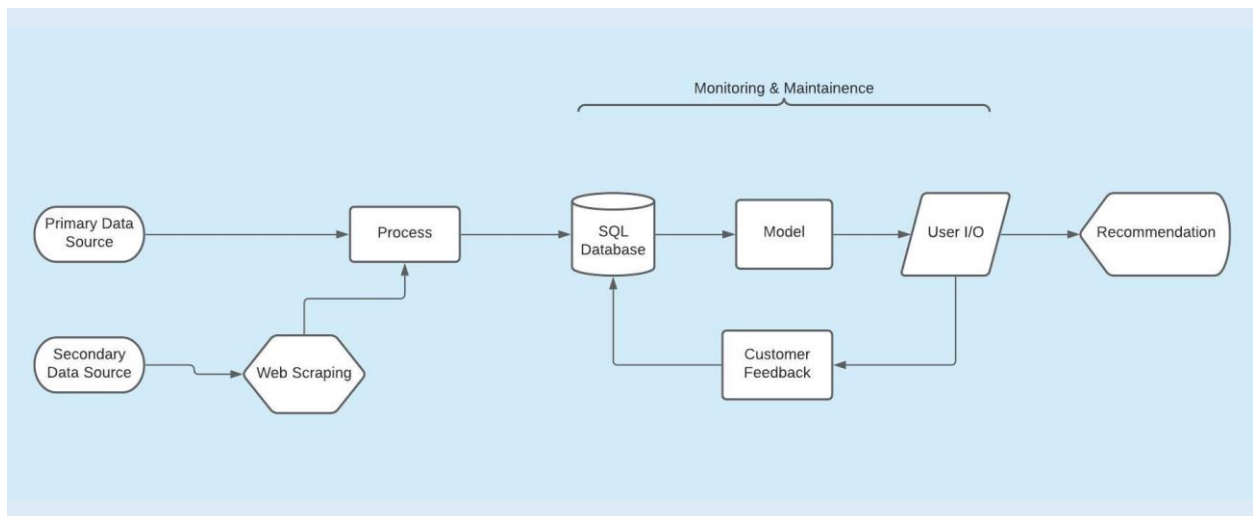 Monitoring & Maintainence
Primary Data
Source
Process
SQL
Database
Model
User I/O
Recommendation
Secondary
Data Source
Web Scraping
Customer
Feedback